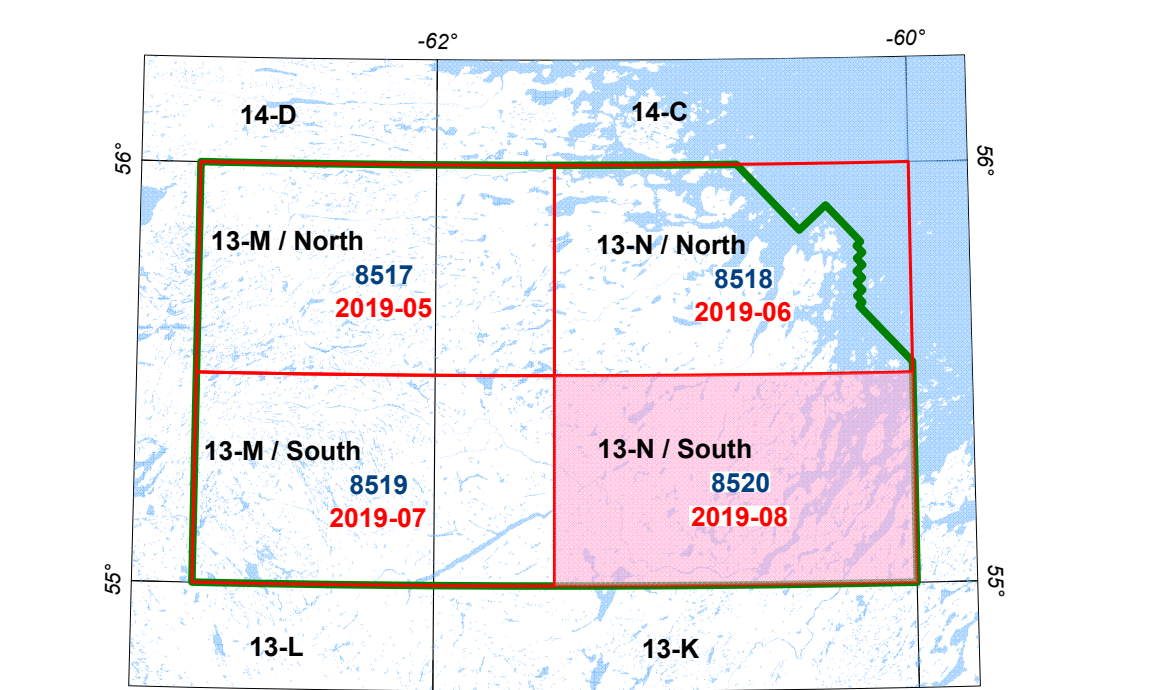 -62°
-60°
14-D
14-C
56°
56°
13-M / North
8517
2019-05
13-N / North
8518
2019-06
13-M / South
8519
2019-07
13-N / South
8520
2019-08
55°
55°
13-L
13-K